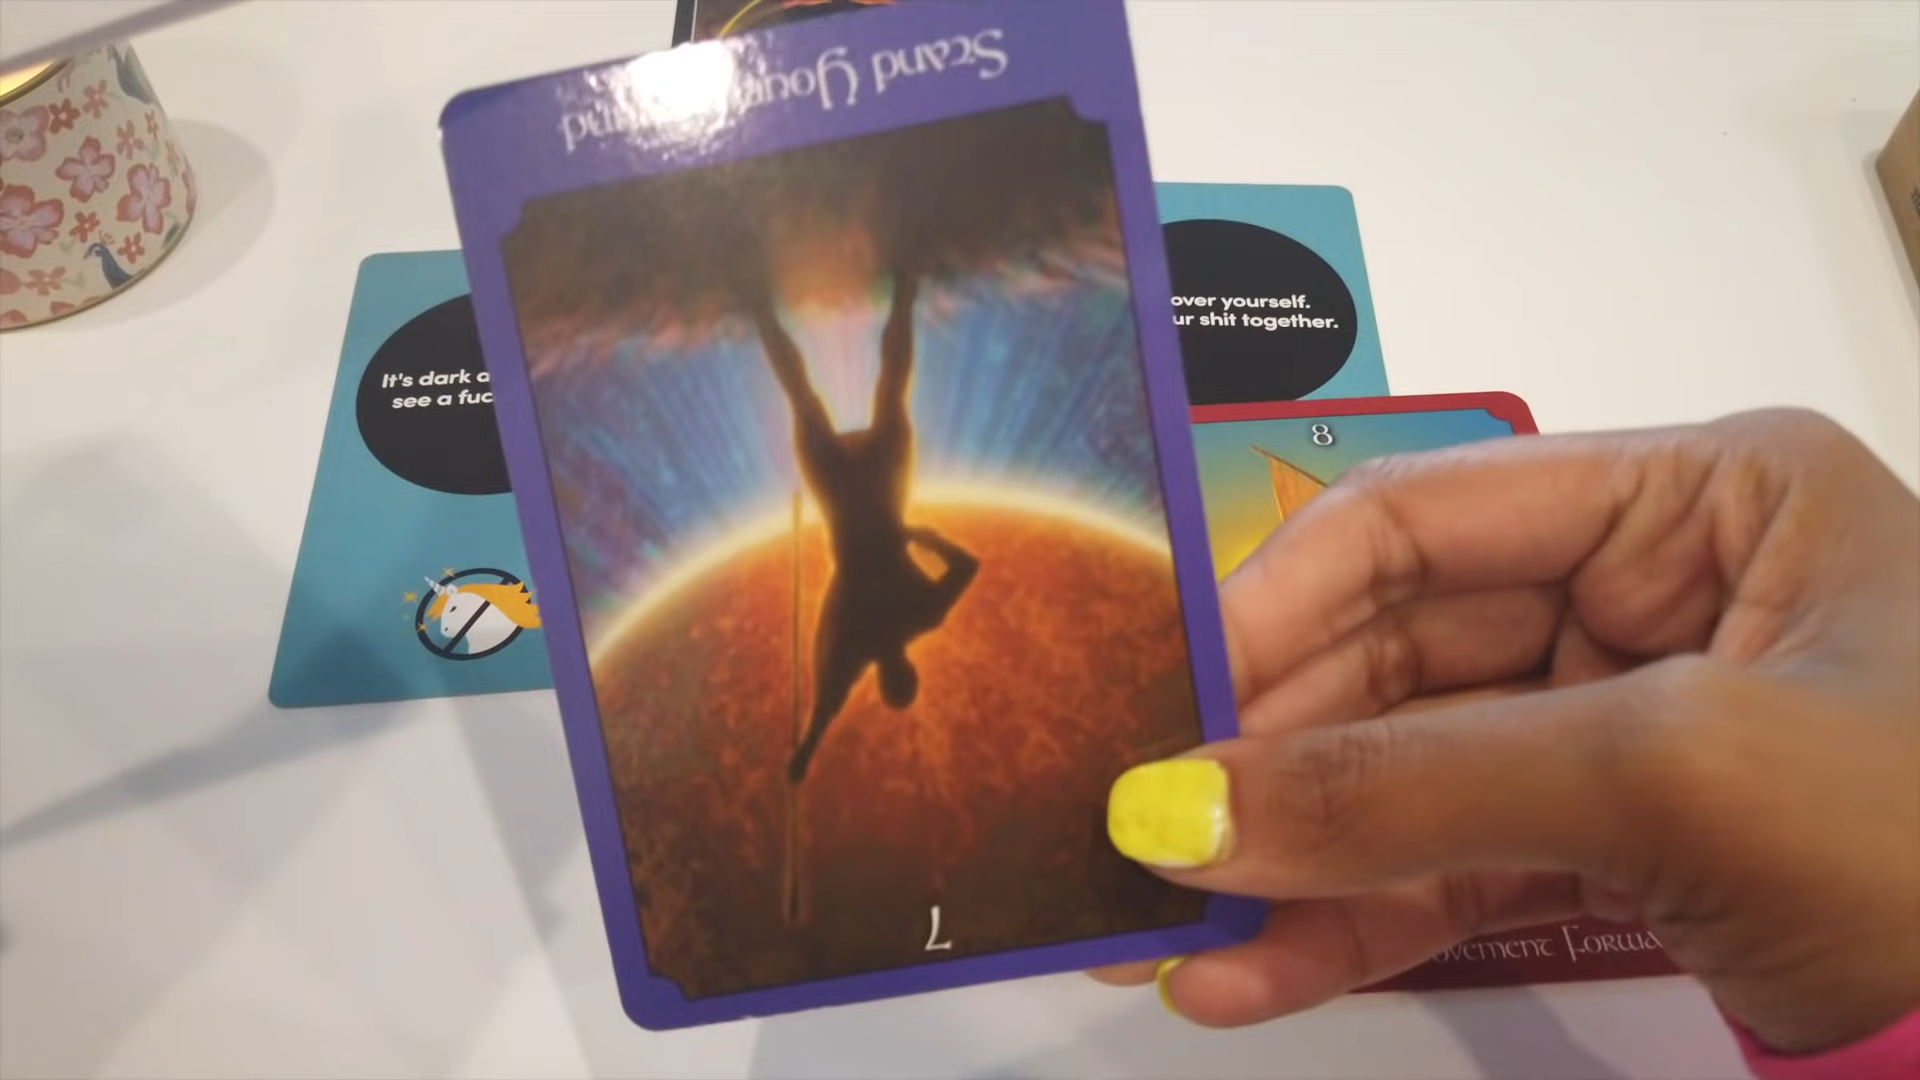 Stand Your
It's dark a
see a fuc
over yourself.
ur shit together.
8
7
ovement Forwa